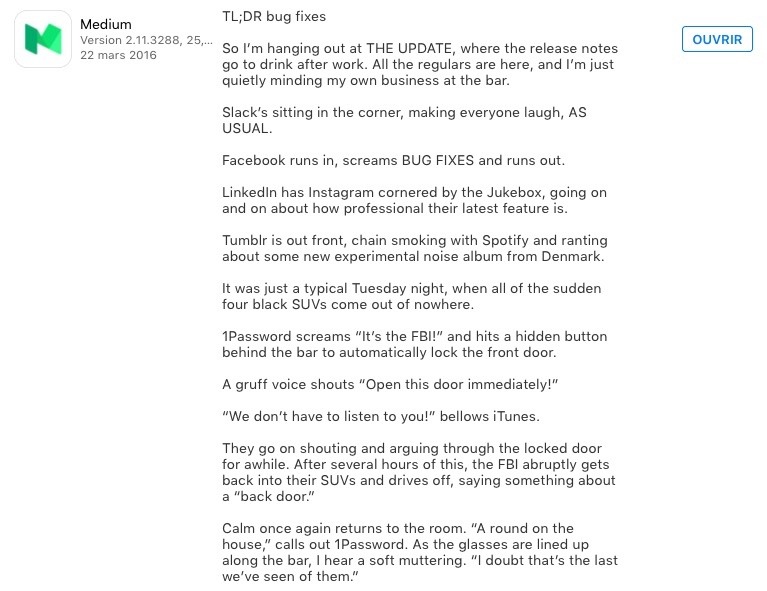 Medium
Version 2.11.3288, 25,...
22 mars 2016
OUVRIR
TL;DR bug fixes
So I'm hanging out at THE UPDATE, where the release notes
go to drink after work. All the regulars are here, and I'm just
quietly minding my own business at the bar.
Slack's sitting in the corner, making everyone laugh, AS
USUAL.
Facebook runs in, screams BUG FIXES and runs out.
LinkedIn has Instagram cornered by the Jukebox, going on
and on about how professional their latest feature is.
Tumblr is out front, chain smoking with Spotify and ranting
about some new experimental noise album from Denmark.
It was just a typical Tuesday night, when all of the sudden
four black SUVs come out of nowhere.
1Password screams “It's the FBI!” and hits a hidden button
behind the bar to automatically lock the front door.
A gruff voice shouts “Open this door immediately!”
“We don't have to listen to you!” bellows iTunes.
They go on shouting and arguing through the locked door
for awhile. After several hours of this, the FBI abruptly gets
back into their SUVs and drives off, saying something about
a “back door.”
Calm once again returns to the room. “A round on the
house,” calls out 1Password. As the glasses are lined up
along the bar, I hear a soft muttering. “I doubt that's the last
we've seen of them.”